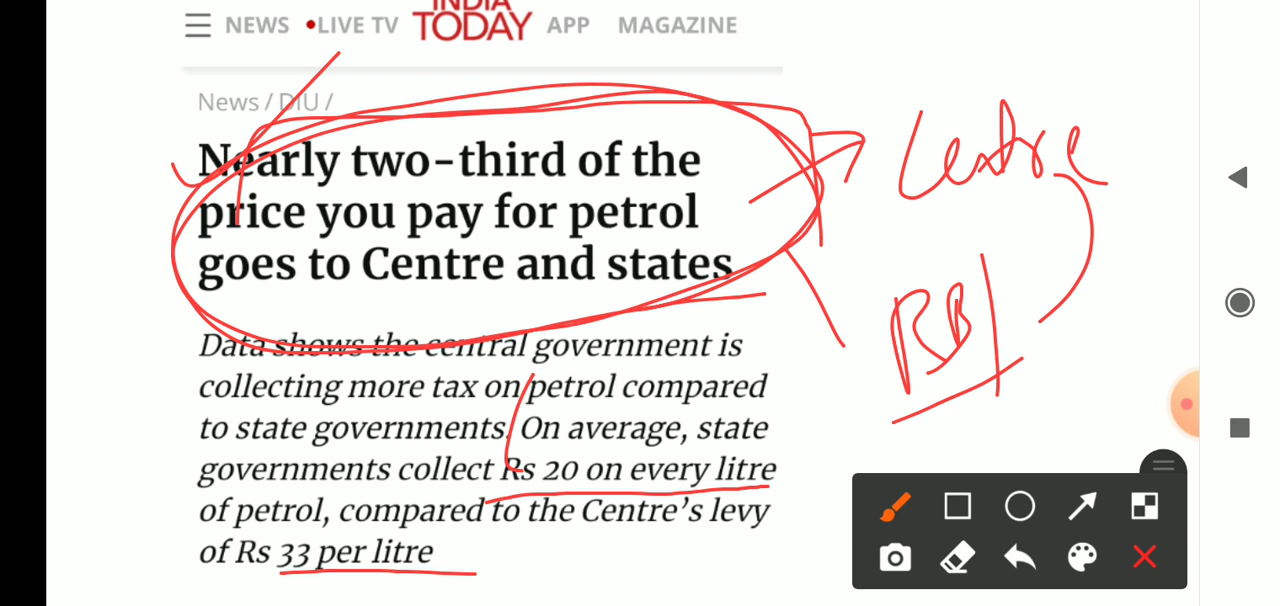 INDIA
NEWS •LIVE TV TODAY APP MAGAZINE
News / DIU /
Nearly two-third of the
price you pay for petrol
goes to Centre and states
Data shows the central government is
collecting more tax on petrol compared
to state governments. On average, state
governments collect Rs 20 on every litre
of petrol, compared to the Centre's levy
of Rs 33 per litre
Centre
RBI